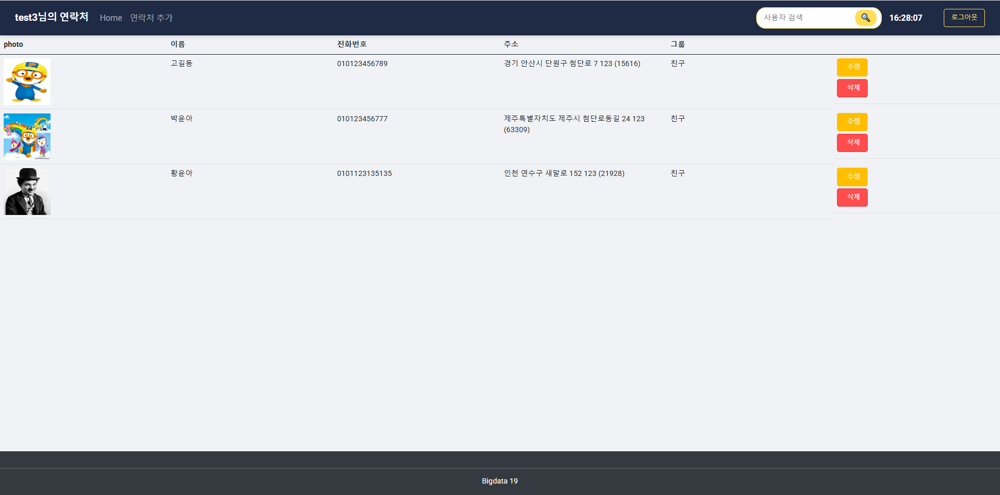 test3님의 연락처 Home 연락처 추가 사용자 검색 16:28:07 로그아웃
photo 이름 전화번호 주소 그룹
고길동 010123456789 경기 안산시 단원구 첨단로 7 123 (15616) 친구 수정
삭제
박윤아 010123456777 제주특별자치도 제주시 첨단로동길 24 123 친구 수정
(63309)
삭제
황윤아 0101123135135 인천 연수구 새말로 152 123 (21928) 친구 수정
삭제
Bigdata 19